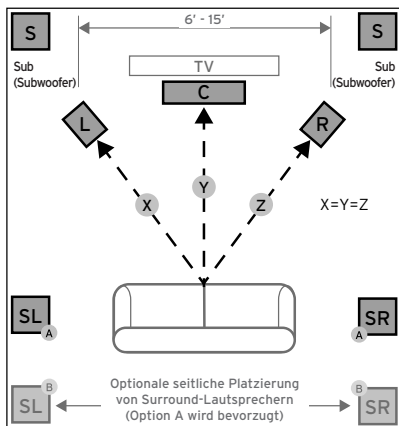 S
6' - 15'
S
Sub
(Subwoofer)
TV
Sub
(Subwoofer)
C
L
R
X
Y
Z
X=Y=Z
SL
A
SR
A
B
SL
Optionale seitliche Platzierung
von Surround-Lautsprechern
(Option A wird bevorzugt)
B
SR